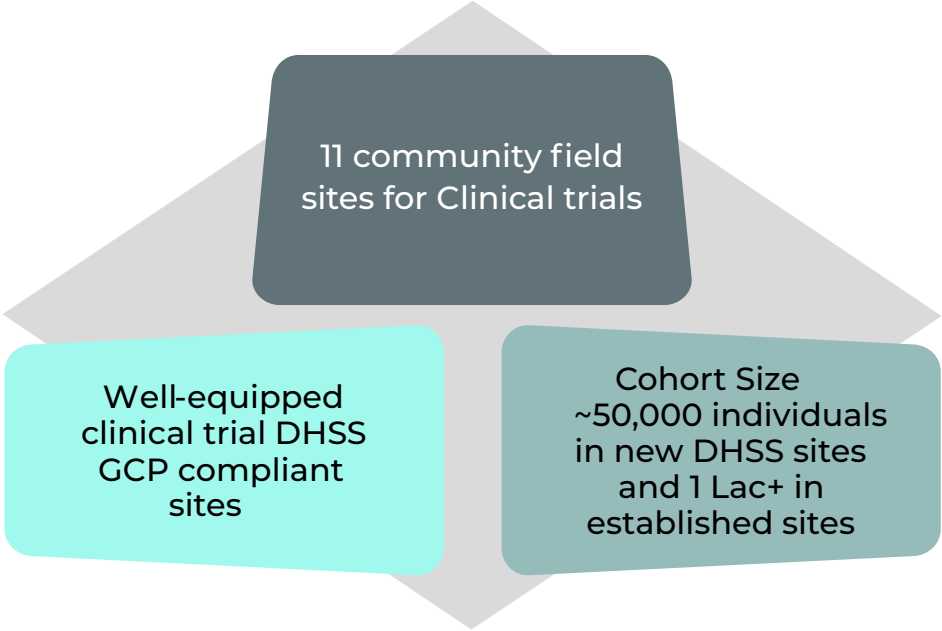 11 community field
sites for Clinical trials
Well-equipped
clinical trial DHSS
GCP compliant
sites
Cohort Size
~50,000 individuals
in new DHSS sites
and 1 Lac+ in
established sites